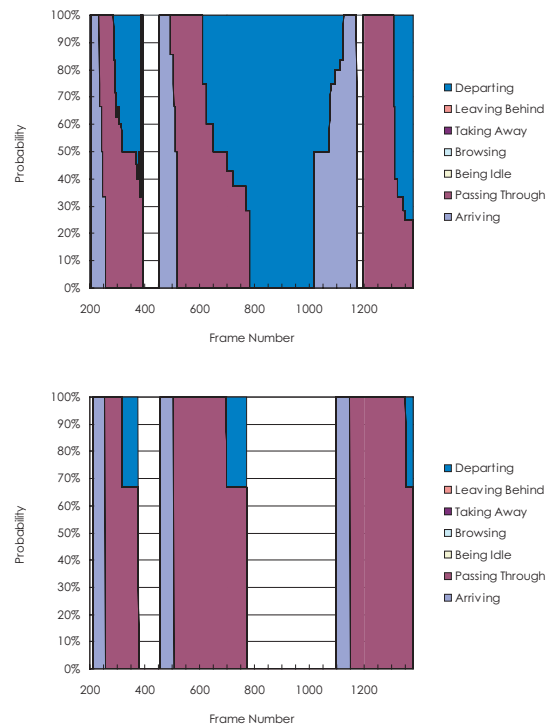 100%
90%
80%
70%
60%
50%
40%
30%
20%
10%
0%
Probability
200 400 600 800 1000 1200
Frame Number
Departing
Leaving Behind
Taking Away
Browsing
Being Idle
Passing Through
Arriving
100%
90%
80%
70%
60%
50%
40%
30%
20%
10%
0%
Probability
200 400 600 800 1000 1200
Frame Number
Departing
Leaving Behind
Taking Away
Browsing
Being Idle
Passing Through
Arriving